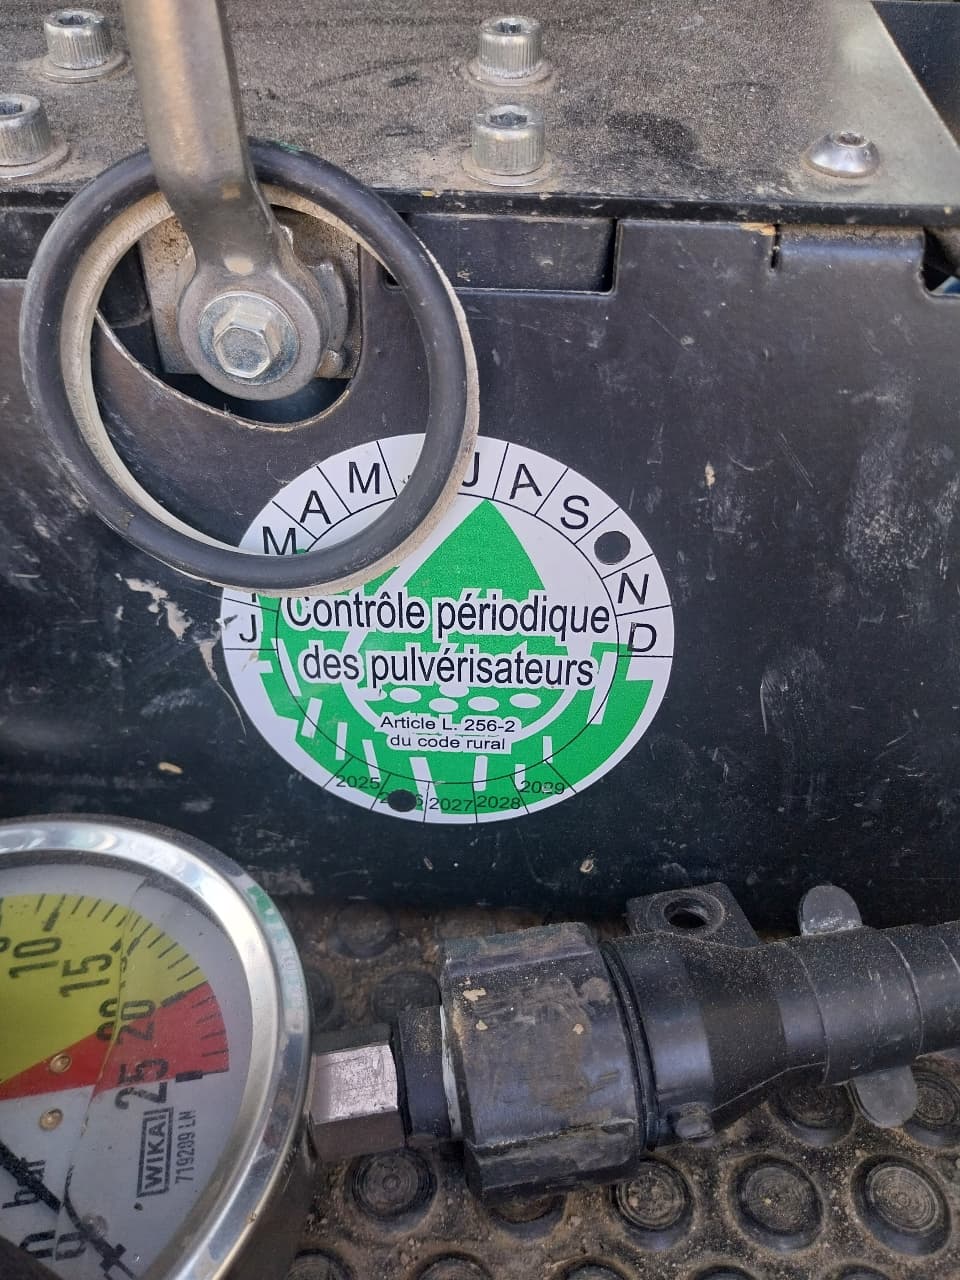 M A M J A S N D
J
Contrôle périodique
des pulvérisateurs
Article L. 256-2
du code rural
2025 2027 2028 2029
10 15 20 25
bar
WIKA
719209 LN